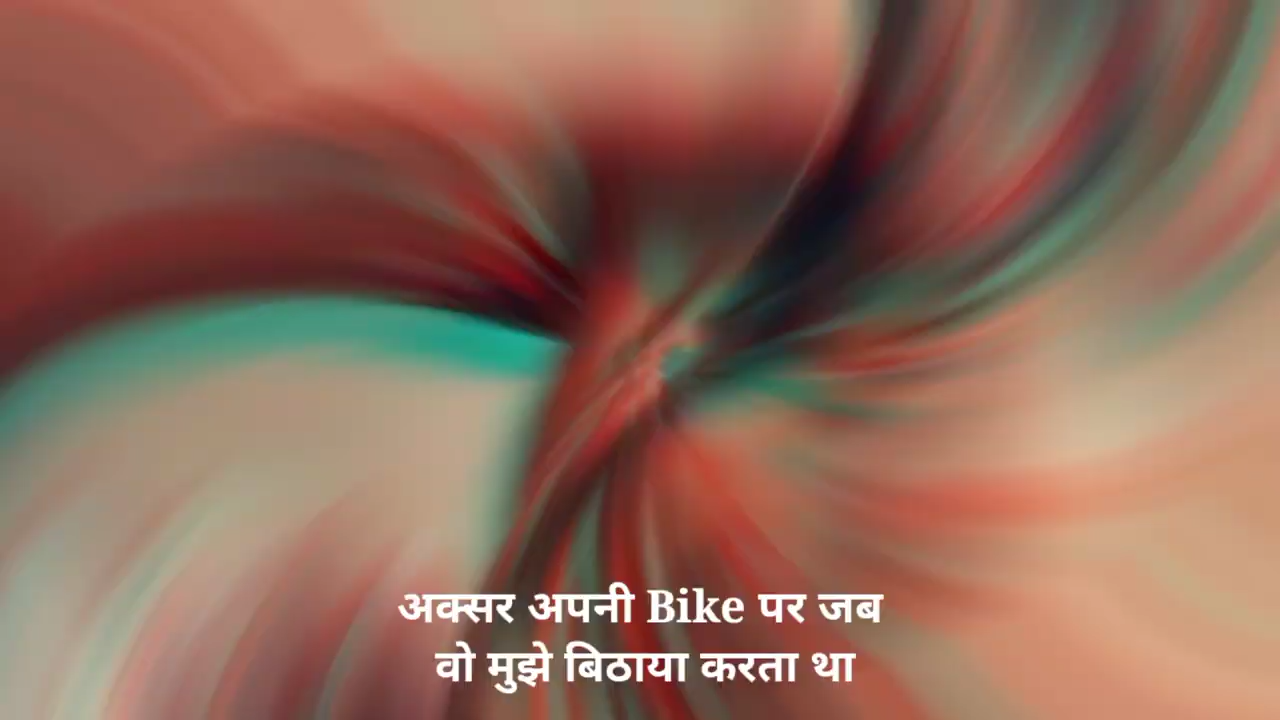 अक्सर अपनी Bike पर जब
वो मुझे बिठाया करता था